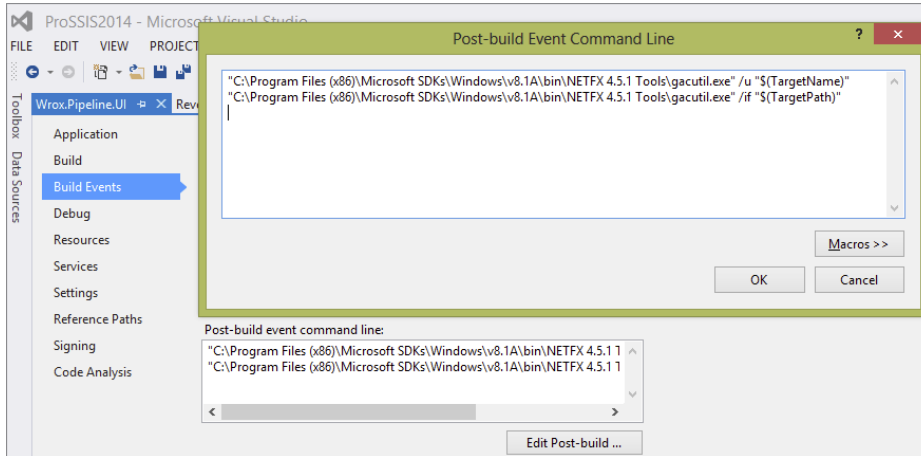 ProSSIS2014 - Microsoft Visual Studio
FILE EDIT VIEW PROJECT
Post-build Event Command Line
? ×
"C:\Program Files (x86)\Microsoft SDKs\Windows\v8.1A\bin\NETFX 4.5.1 Tools\gacutil.exe" /u "$(TargetName)"
"C:\Program Files (x86)\Microsoft SDKs\Windows\v8.1A\bin\NETFX 4.5.1 Tools\gacutil.exe" /if "$(TargetPath)"
Macros >>
OK Cancel
Toolbox
Data Sources
Wrox.Pipeline.UI Reve
Application
Build
Build Events
Debug
Resources
Services
Settings
Reference Paths
Signing
Code Analysis
Post-build event command line:
"C:\Program Files (x86)\Microsoft SDKs\Windows\v8.1A\bin\NETFX 4.5.1 T
"C:\Program Files (x86)\Microsoft SDKs\Windows\v8.1A\bin\NETFX 4.5.1 T
Edit Post-build ...